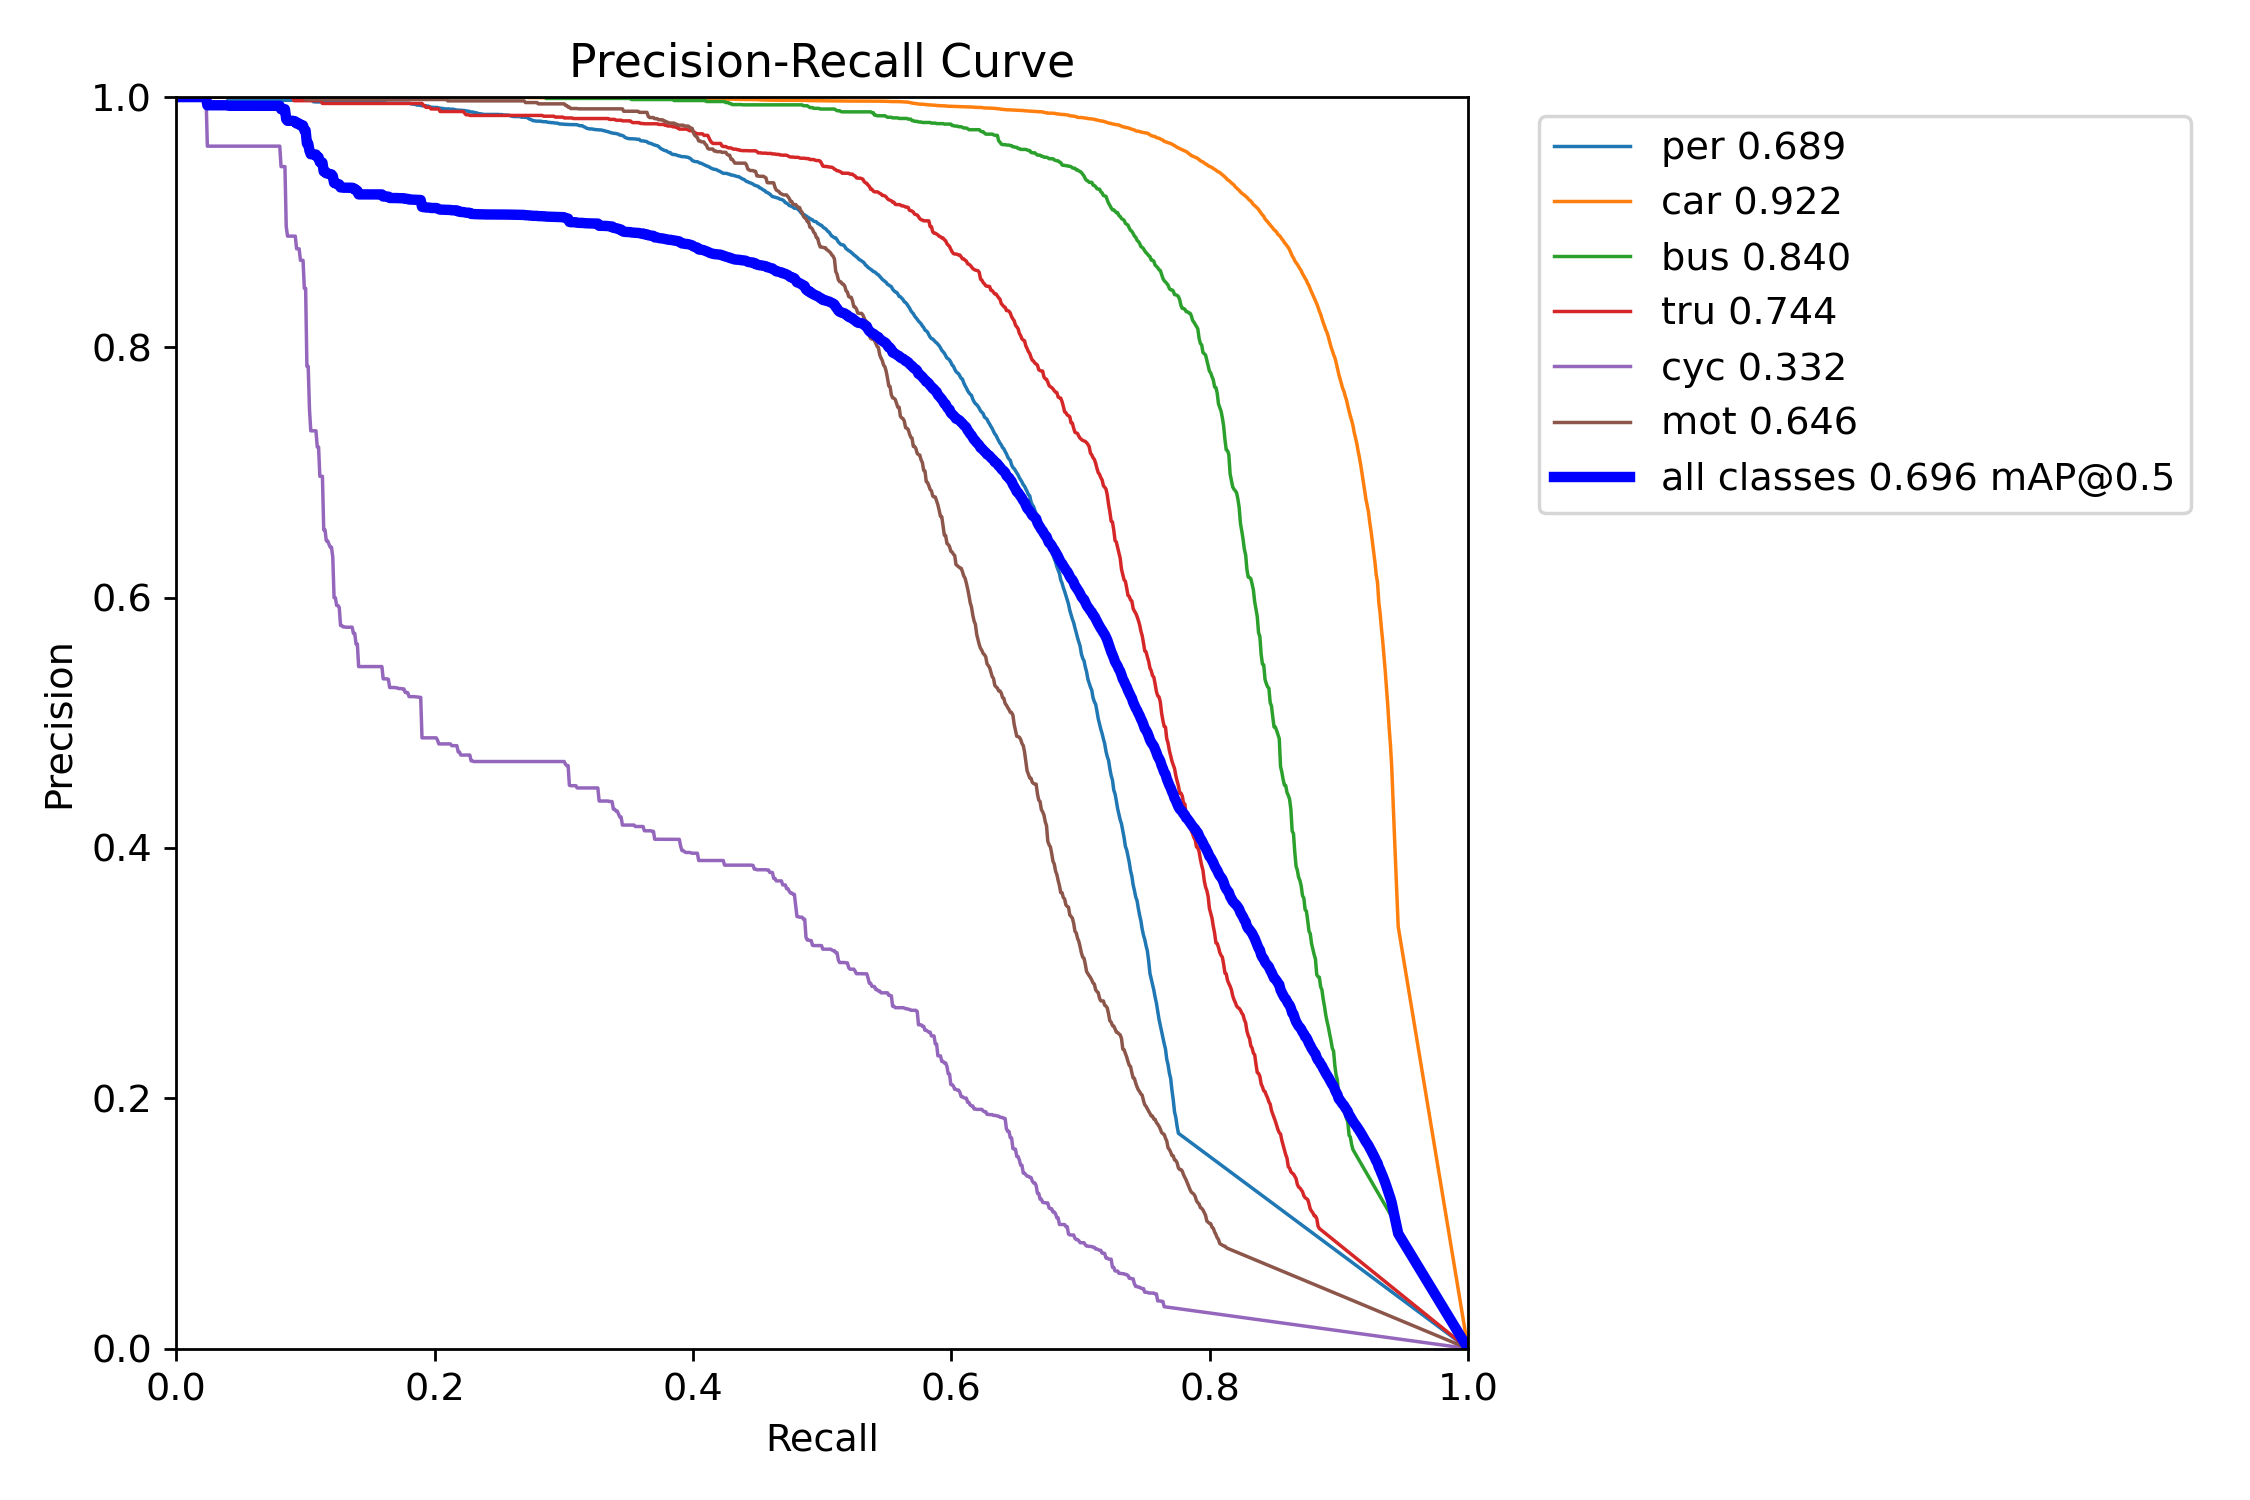 Precision-Recall Curve
1.0
0.8
0.6
0.4
0.2
0.0
Precision
0.0 0.2 0.4 0.6 0.8 1.0
Recall
per 0.689
car 0.922
bus 0.840
tru 0.744
cyc 0.332
mot 0.646
all classes 0.696 mAP@0.5